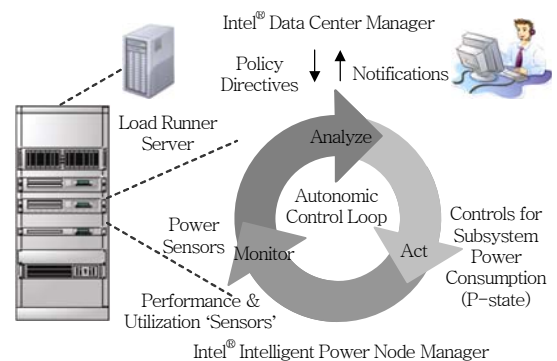 Intel® Data Center Manager
Policy
Directives
Notifications
Load Runner
Server
Analyze
Autonomic
Control Loop
Power
Sensors
Monitor
Act
Controls for
Subsystem
Power
Consumption
(P-state)
Performance &
Utilization ‘Sensors’
Intel® Intelligent Power Node Manager